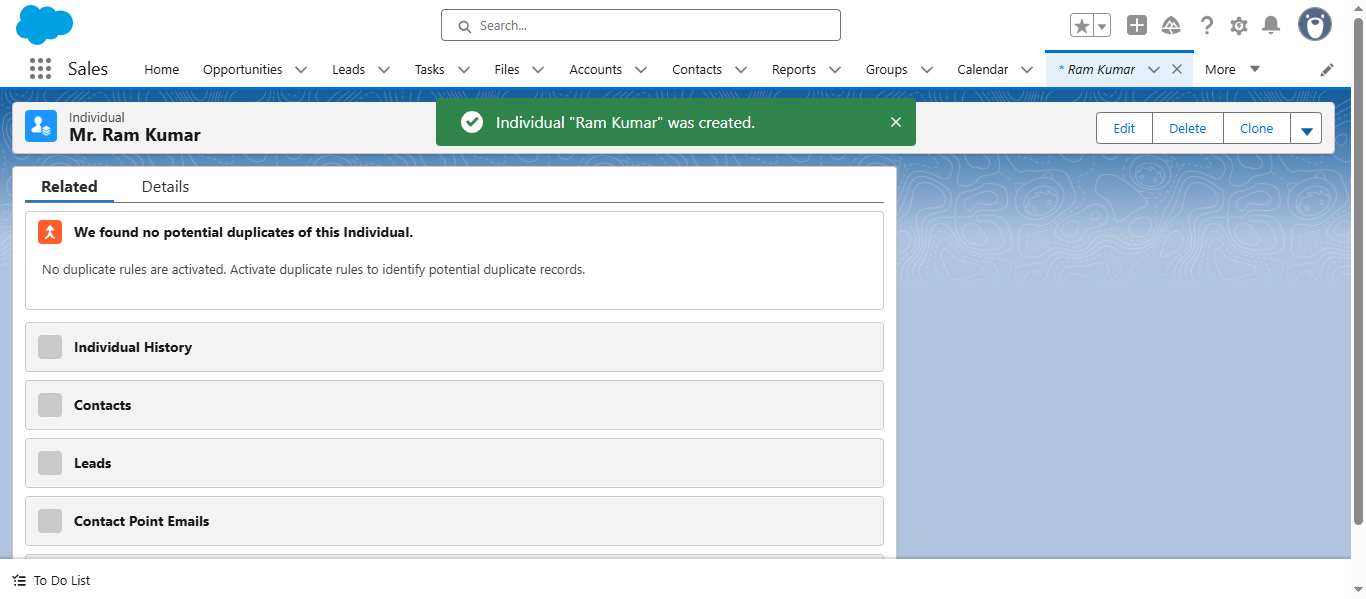 Search...
Sales
Home
Opportunities
Leads
Tasks
Files
Accounts
Contacts
Reports
Groups
Calendar
* Ram Kumar
More
Individual
Mr. Ram Kumar
Individual "Ram Kumar" was created.
Edit
Delete
Clone
Related
Details
We found no potential duplicates of this Individual.
No duplicate rules are activated. Activate duplicate rules to identify potential duplicate records.
Individual History
Contacts
Leads
Contact Point Emails
To Do List